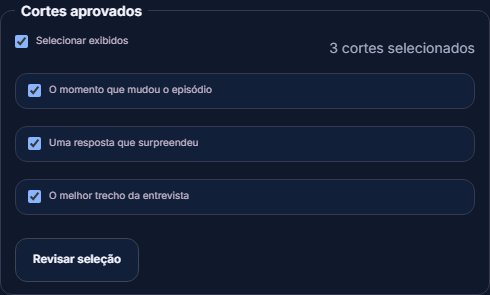 Cortes aprovados
Selecionar exibidos
3 cortes selecionados
O momento que mudou o episódio
Uma resposta que surpreendeu
O melhor trecho da entrevista
Revisar seleção